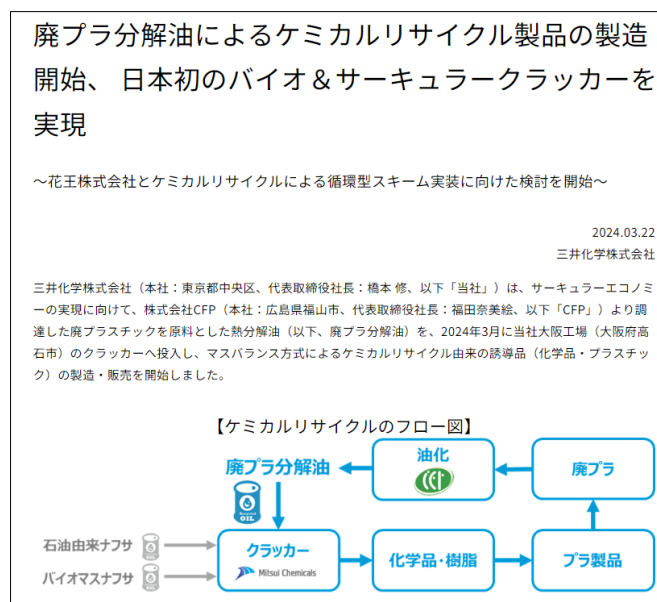 廃プラ分解油によるケミカルリサイクル製品の製造
開始、 日本初のバイオ＆サーキュラークラッカーを
実現
～花王株式会社とケミカルリサイクルによる循環型スキーム実装に向けた検討を開始～
2024.03.22
三井化学株式会社
三井化学株式会社（本社：東京都中央区、代表取締役社長：橋本 修、以下「当社」）は、サーキュラーエコノミ
ーの実現に向けて、株式会社CFP（本社：広島県福山市、代表取締役社長：福田奈美絵、以下「CFP」）より調
達した廃プラスチックを原料とした熱分解油（以下、廃プラ分解油）を、2024年3月に当社大阪工場（大阪府高
石市）のクラッカーへ投入し、マスバランス方式によるケミカルリサイクル由来の誘導品（化学品・プラスチッ
ク）の製造・販売を開始しました。
【ケミカルリサイクルのフロー図】
廃プラ分解油
油化
廃プラ
OIL
石油由来ナフサ
バイオマスナフサ
クラッカー
Mitsui Chemicals
化学品・樹脂
プラ製品